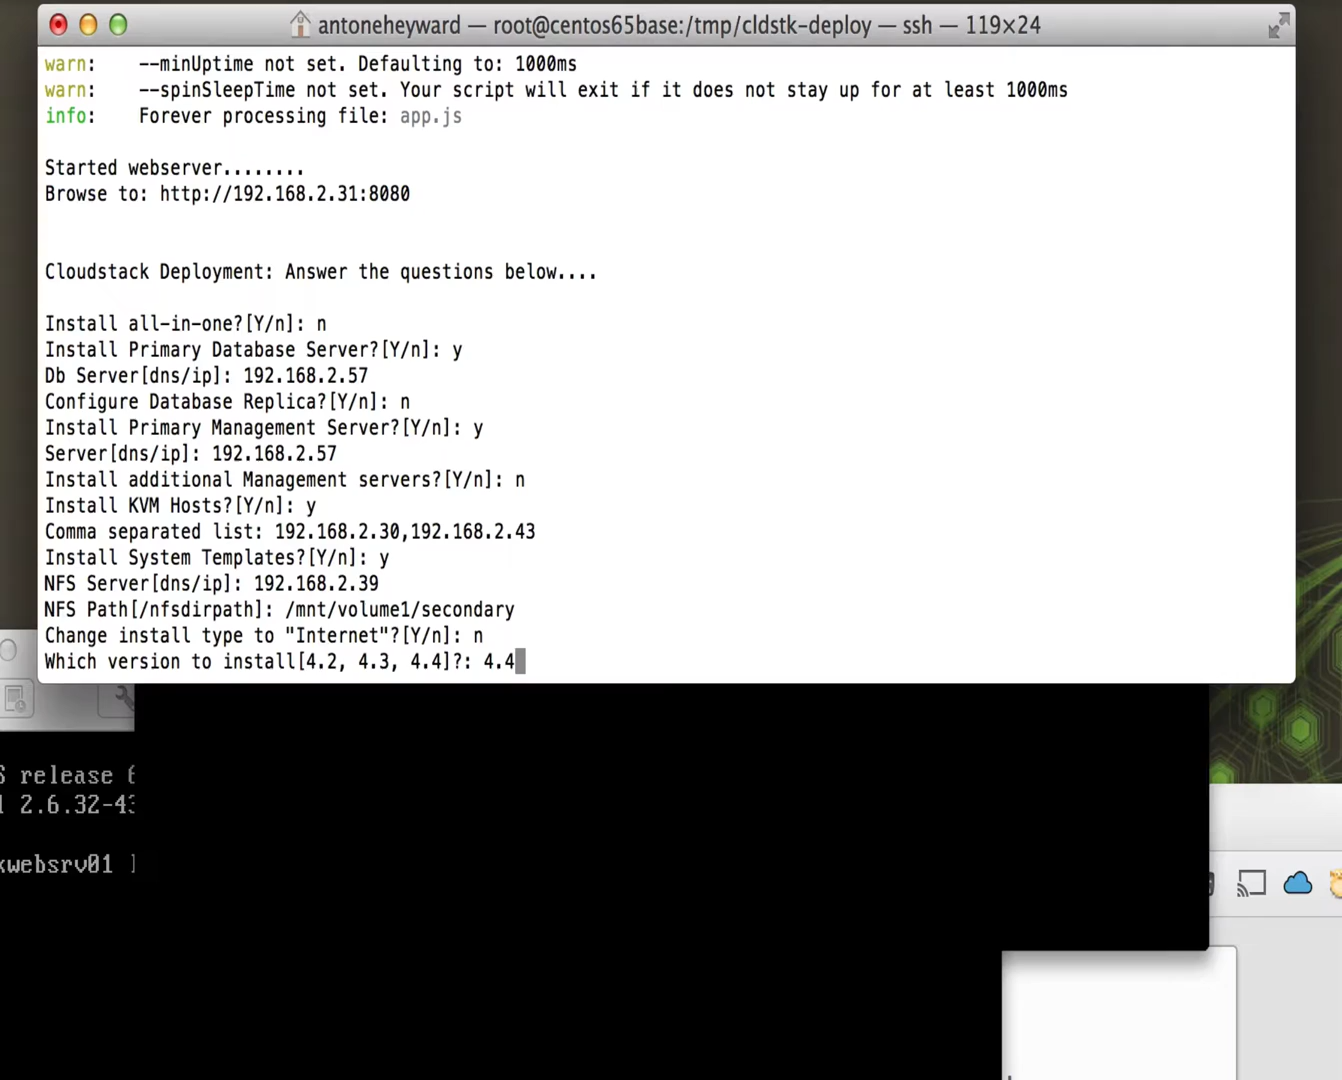 antoneheyward — root@centos65base:/tmp/cldstk-deploy — ssh — 119×24
warn:    --minUptime not set. Defaulting to: 1000ms
warn:    --spinSleepTime not set. Your script will exit if it does not stay up for at least 1000ms
info:    Forever processing file: app.js
Started webserver........
Browse to: http://192.168.2.31:8080
Cloudstack Deployment: Answer the questions below....
Install all-in-one?[Y/n]: n
Install Primary Database Server?[Y/n]: y
Db Server[dns/ip]: 192.168.2.57
Configure Database Replica?[Y/n]: n
Install Primary Management Server?[Y/n]: y
Server[dns/ip]: 192.168.2.57
Install additional Management servers?[Y/n]: n
Install KVM Hosts?[Y/n]: y
Comma separated list: 192.168.2.30,192.168.2.43
Install System Templates?[Y/n]: y
NFS Server[dns/ip]: 192.168.2.39
NFS Path[/nfsdirpath]: /mnt/volume1/secondary
Change install type to "Internet"?[Y/n]: n
Which version to install[4.2, 4.3, 4.4]?: 4.4
S release 6
2.6.32-43
kwebsrv01 l